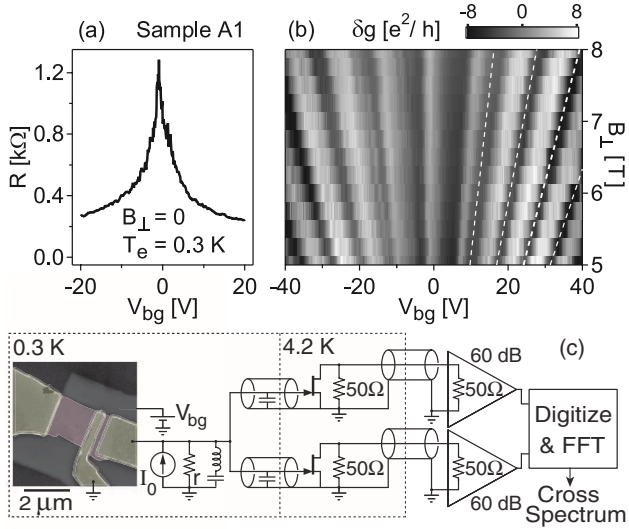 (a) Sample A1
R [kΩ]
1.2
0.8
0.4
0.0
B⊥ = 0
Tₑ = 0.3 K
-20 0 20
V_bg [V]
(b) δg [e²/ h]
-8 0 8
B⊥ [T]
8
7
6
5
-40 -20 0 20 40
V_bg [V]
(c)
0.3 K
4.2 K
60 dB
V_bg
I₀
r
50Ω
50Ω
50Ω
50Ω
60 dB
2 μm
Digitize
& FFT
Cross
Spectrum